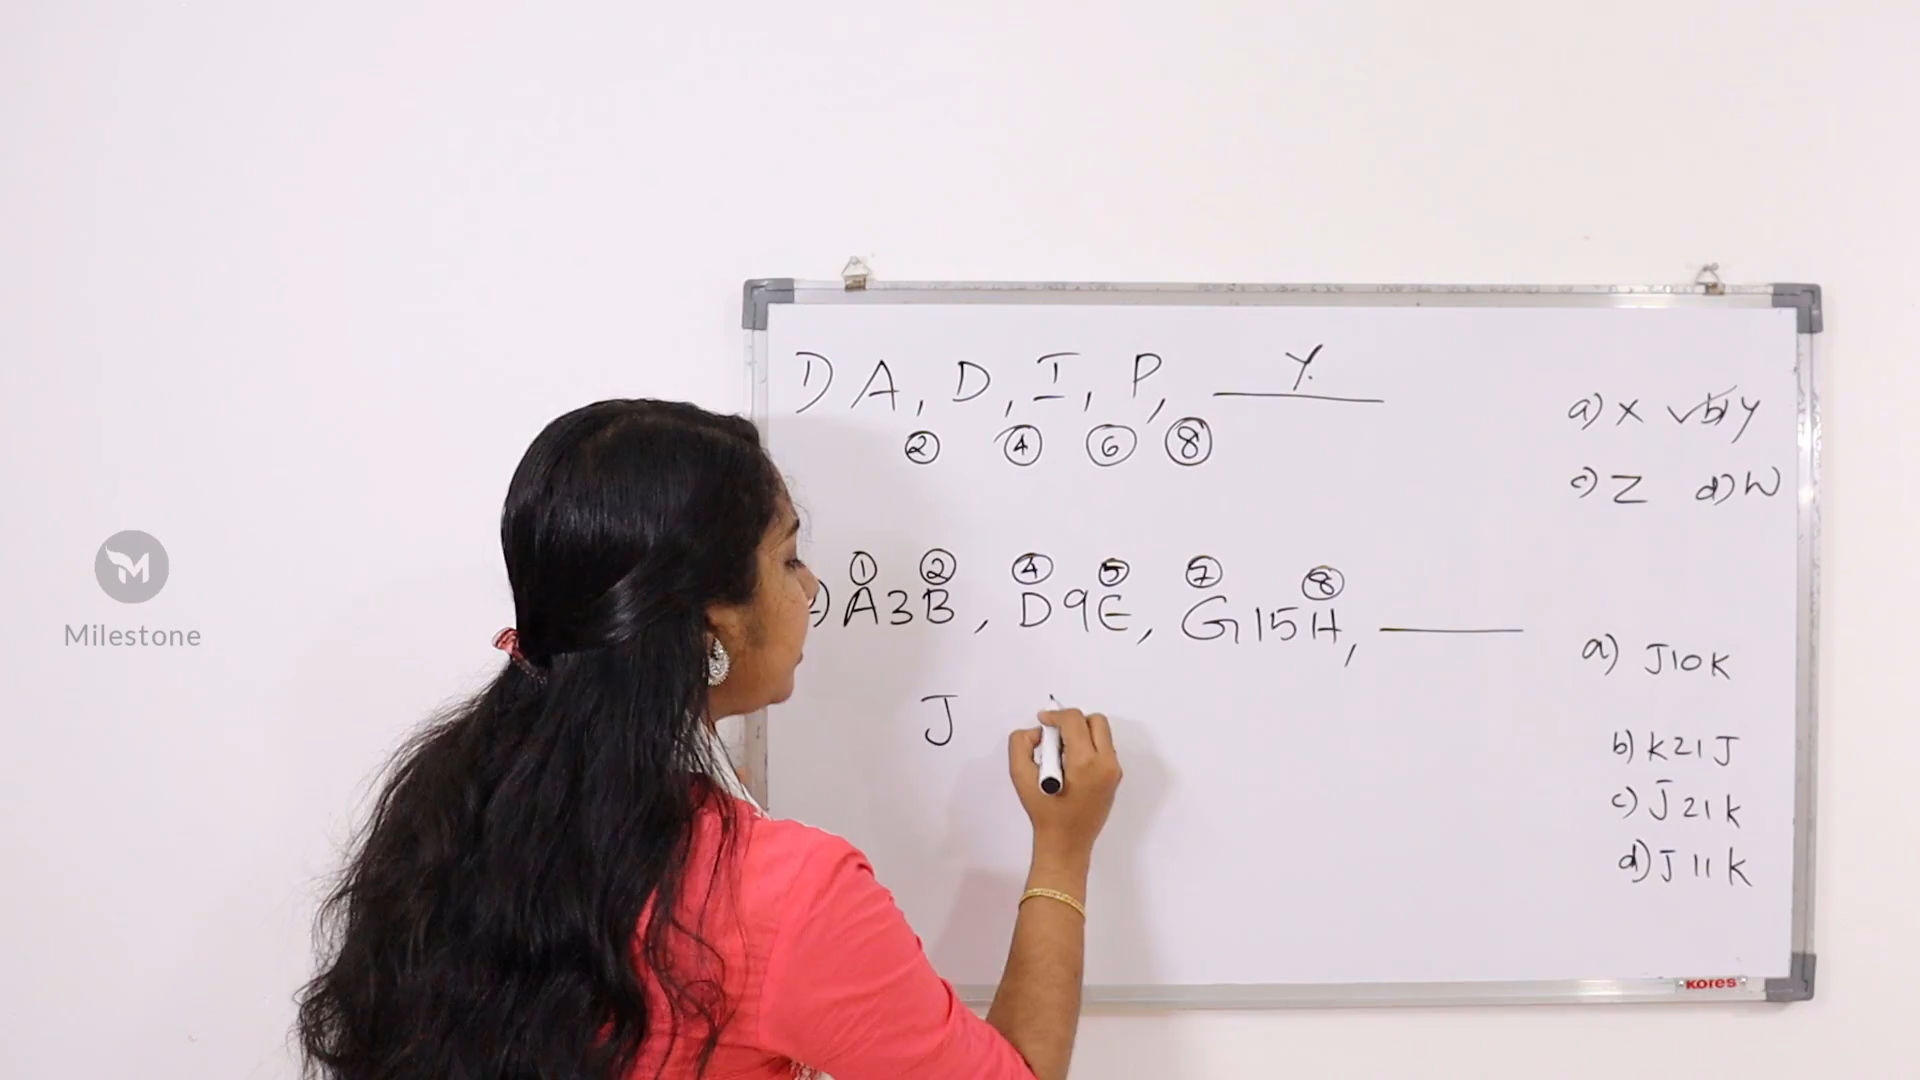 1) A, D, I, P, Y.
2 4 6 8
a) X b) Y
c) Z d) W
1 2 4 5 7 8
) A3B, D9E, G15H,
J
a) J10K
b) K21J
c) J21K
d) J11K
M
Milestone
KORES